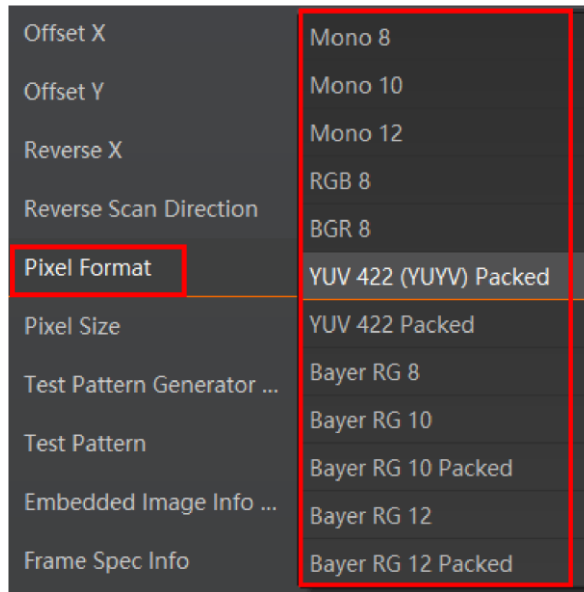 Offset X
Offset Y
Reverse X
Reverse Scan Direction
Pixel Format
Pixel Size
Test Pattern Generator ...
Test Pattern
Embedded Image Info ...
Frame Spec Info
Mono 8
Mono 10
Mono 12
RGB 8
BGR 8
YUV 422 (YUYV) Packed
YUV 422 Packed
Bayer RG 8
Bayer RG 10
Bayer RG 10 Packed
Bayer RG 12
Bayer RG 12 Packed